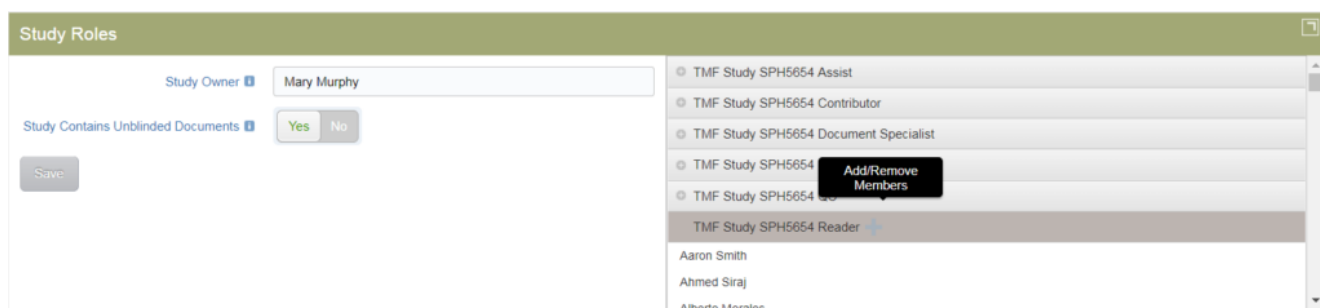 Study Roles
Study Owner
Mary Murphy
Study Contains Unblinded Documents
Yes No
Save
TMF Study SPH5654 Assist
TMF Study SPH5654 Contributor
TMF Study SPH5654 Document Specialist
TMF Study SPH5654
Add/Remove
Members
TMF Study SPH5654 QC
TMF Study SPH5654 Reader
Aaron Smith
Ahmed Siraj
Alberto Morales